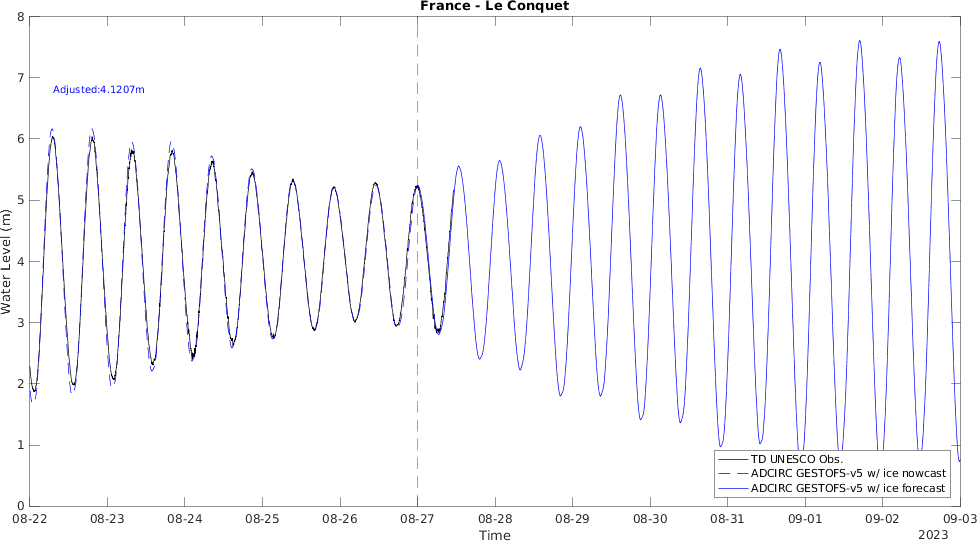 France - Le Conquet
8
7
6
5
4
3
2
1
0
Water Level (m)
Adjusted:4.1207m
TD UNESCO Obs.
ADCIRC GESTOFS-v5 w/ ice nowcast
ADCIRC GESTOFS-v5 w/ ice forecast
08-22 08-23 08-24 08-25 08-26 08-27 08-28 08-29 08-30 08-31 09-01 09-02 09-03
Time
2023